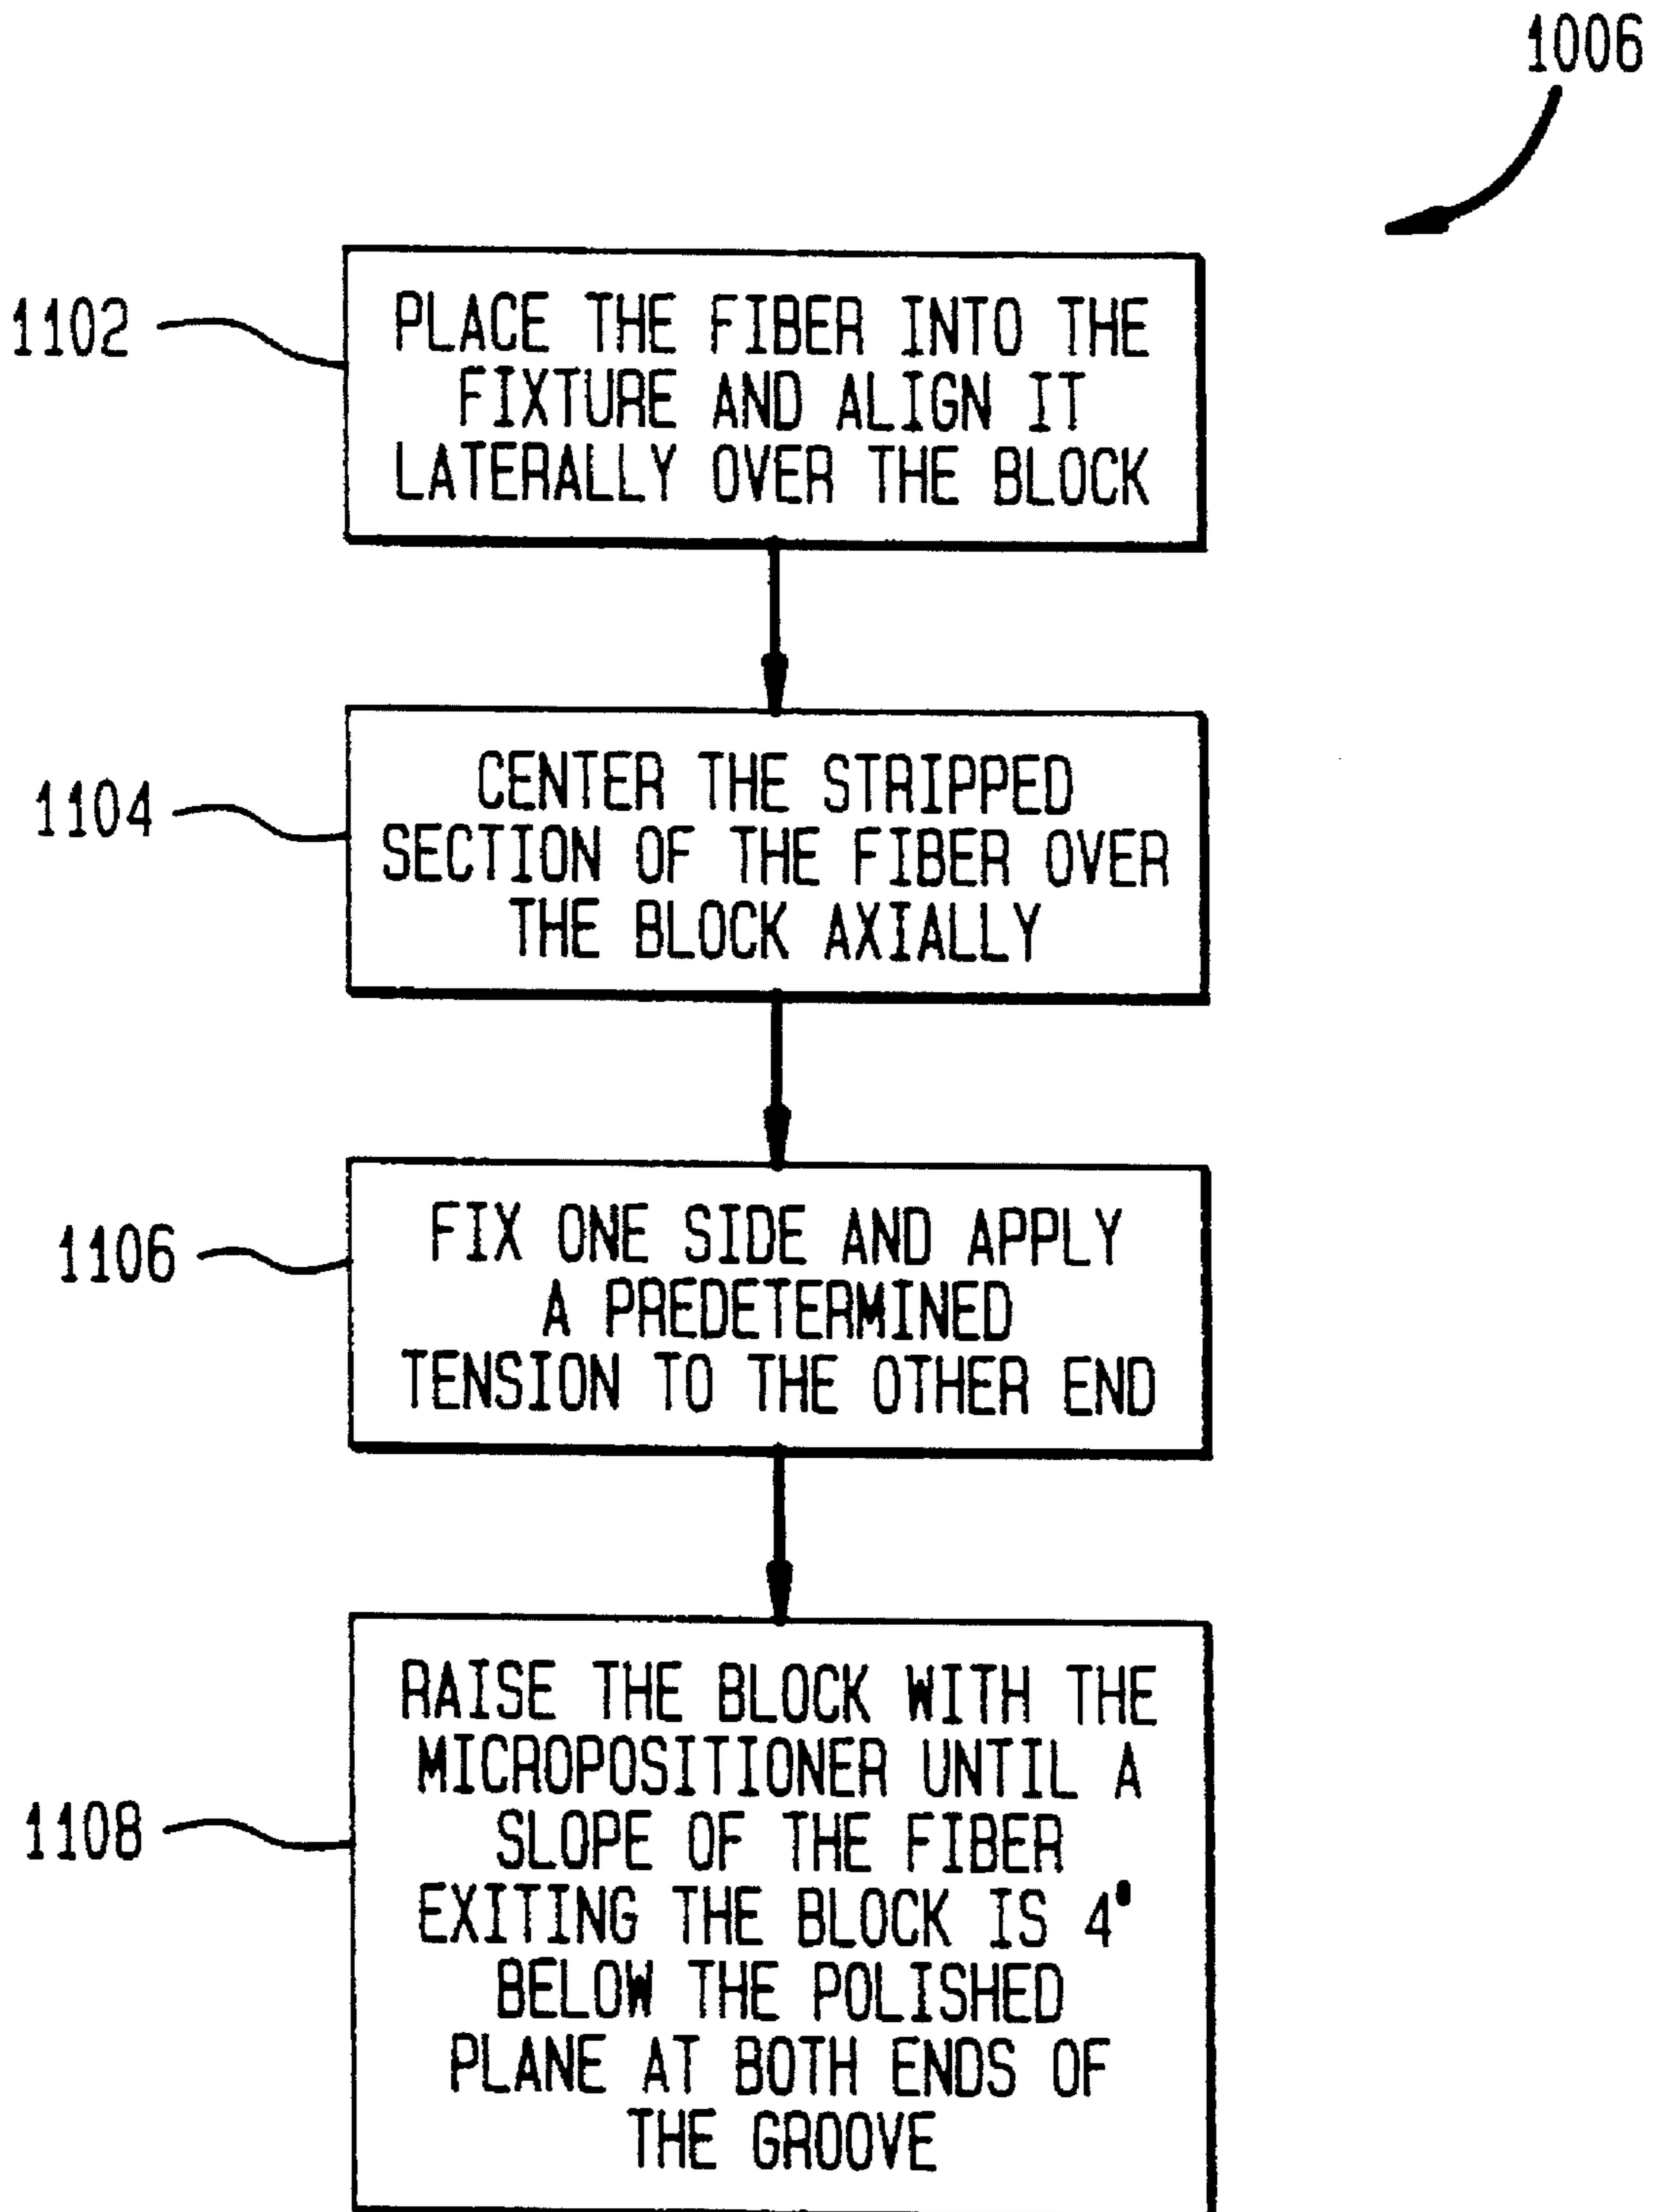 1006
1102
PLACE THE FIBER INTO THE
FIXTURE AND ALIGN IT
LATERALLY OVER THE BLOCK
1104
CENTER THE STRIPPED
SECTION OF THE FIBER OVER
THE BLOCK AXIALLY
1106
FIX ONE SIDE AND APPLY
A PREDETERMINED
TENSION TO THE OTHER END
1108
RAISE THE BLOCK WITH THE
MICROPOSITIONER UNTIL A
SLOPE OF THE FIBER
EXITING THE BLOCK IS 4°
BELOW THE POLISHED
PLANE AT BOTH ENDS OF
THE GROOVE